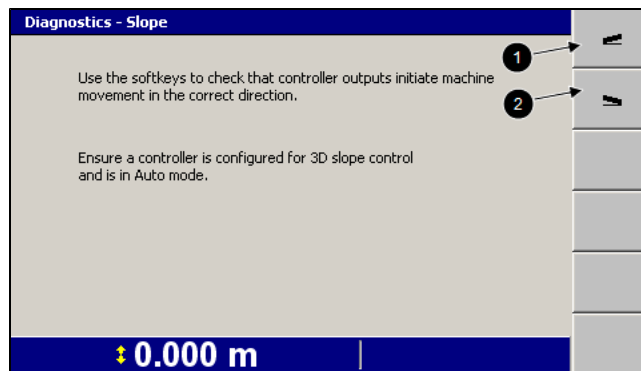 Diagnostics - Slope
1
Use the softkeys to check that controller outputs initiate machine
movement in the correct direction.
2
Ensure a controller is configured for 3D slope control
and is in Auto mode.
0.000 m